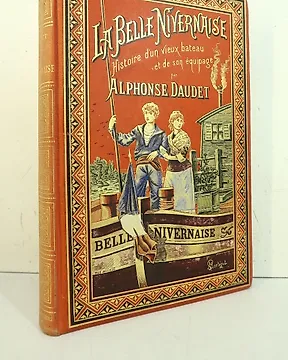 LA BELLE NIVERNAISE
Histoire d'un vieux bateau
et de son équipage
par
ALPHONSE DAUDET
BELLE NIVERNAISE